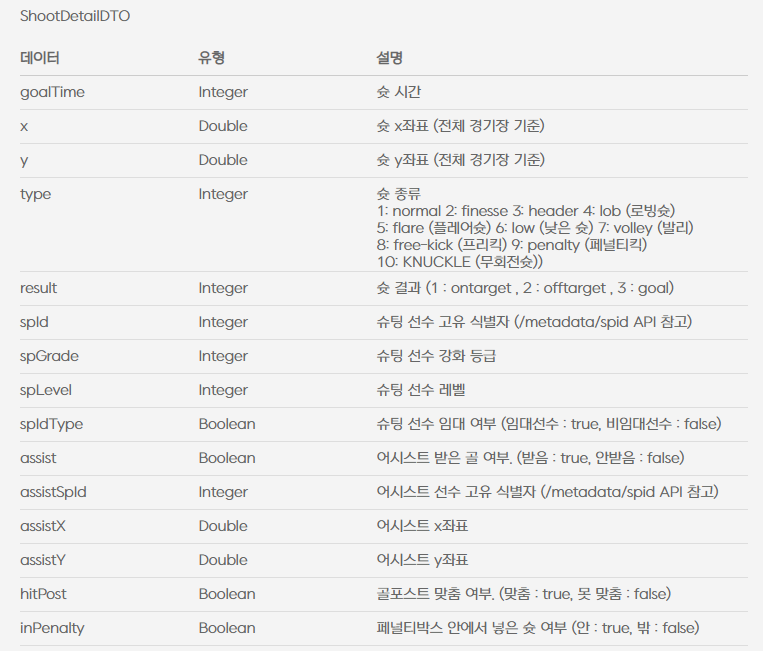 ShootDetailDTO
데이터 유형 설명
goalTime Integer 슛 시간
x Double 슛 x좌표 (전체 경기장 기준)
y Double 슛 y좌표 (전체 경기장 기준)
type Integer 슛 종류
1: normal 2: finesse 3: header 4: lob (로빙슛)
5: flare (플레어슛) 6: low (낮은 슛) 7: volley (발리)
8: free-kick (프리킥) 9: penalty (페널티킥)
10: KNUCKLE (무회전슛))
result Integer 슛 결과 (1 : ontarget , 2 : offtarget , 3 : goal)
spId Integer 슈팅 선수 고유 식별자 (/metadata/spid API 참고)
spGrade Integer 슈팅 선수 강화 등급
spLevel Integer 슈팅 선수 레벨
spIdType Boolean 슈팅 선수 임대 여부 (임대선수 : true, 비임대선수 : false)
assist Boolean 어시스트 받은 골 여부. (받음 : true, 안받음 : false)
assistSpId Integer 어시스트 선수 고유 식별자 (/metadata/spid API 참고)
assistX Double 어시스트 x좌표
assistY Double 어시스트 y좌표
hitPost Boolean 골포스트 맞춤 여부. (맞춤 : true, 못 맞춤 : false)
inPenalty Boolean 페널티박스 안에서 넣은 슛 여부 (안 : true, 밖 : false)